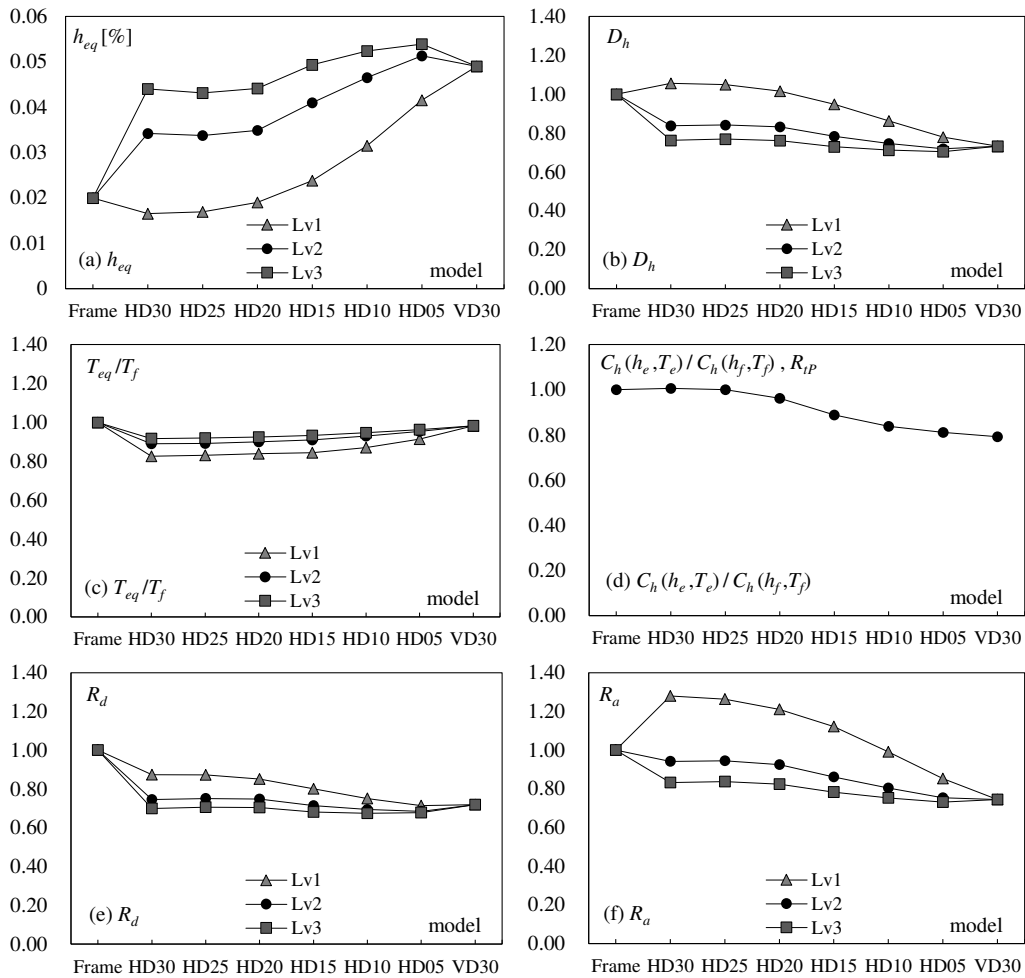 0.06
0.05
0.04
0.03
0.02
0.01
0
h_eq [%]
Lv1
Lv2
Lv3
(a) h_eq
model
Frame HD30 HD25 HD20 HD15 HD10 HD05 VD30
1.40
1.20
1.00
0.80
0.60
0.40
0.20
0.00
D_h
Lv1
Lv2
Lv3
(b) D_h
model
Frame HD30 HD25 HD20 HD15 HD10 HD05 VD30
1.40
1.20
1.00
0.80
0.60
0.40
0.20
0.00
T_eq/T_f
Lv1
Lv2
Lv3
(c) T_eq/T_f
model
Frame HD30 HD25 HD20 HD15 HD10 HD05 VD30
1.20
1.00
0.80
0.60
0.40
0.20
0.00
C_h(h_e,T_e)/C_h(h_f,T_f), R_tP
(d) C_h(h_e,T_e)/C_h(h_f,T_f)
model
Frame HD30 HD25 HD20 HD15 HD10 HD05 VD30
1.40
1.20
1.00
0.80
0.60
0.40
0.20
0.00
R_d
Lv1
Lv2
Lv3
(e) R_d
model
Frame HD30 HD25 HD20 HD15 HD10 HD05 VD30
1.40
1.20
1.00
0.80
0.60
0.40
0.20
0.00
R_a
Lv1
Lv2
Lv3
(f) R_a
model
Frame HD30 HD25 HD20 HD15 HD10 HD05 VD30